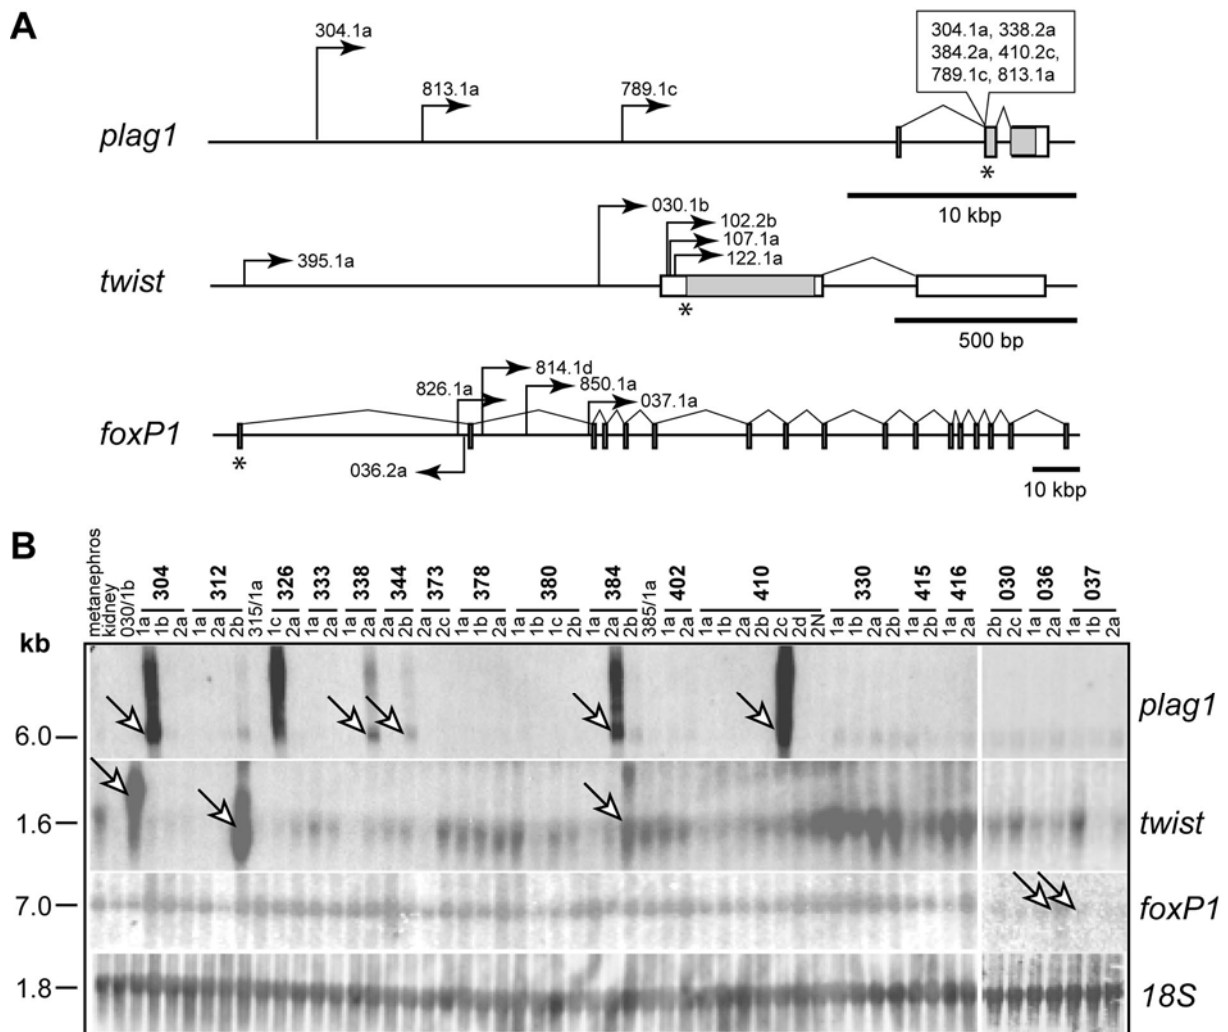 A
304.1a
813.1a
789.1c
304.1a, 338.2a
384.2a, 410.2c,
789.1c, 813.1a
plag1
*
10 kbp
030.1b
102.2b
107.1a
122.1a
395.1a
twist
*
500 bp
814.1d
826.1a
850.1a
037.1a
foxP1
*
036.2a
10 kbp
B
metanephros
kidney
030/1b
304
1a
1b
2a
312
1a
2a
2b
315/1a
326
1c
2a
333
1a
2a
338
1a
2a
344
2a
2b
373
2a
2c
378
1a
1b
2a
380
1a
1b
1c
2b
384
1a
2a
2b
385/1a
402
1a
2a
410
1a
1b
2a
2b
2c
2d
2N
330
1a
1b
2a
2b
415
1a
2b
416
1a
2a
030
2b
2c
036
1a
2a
037
1a
1b
2a
kb
6.0
plag1
1.6
twist
7.0
foxP1
1.8
18S